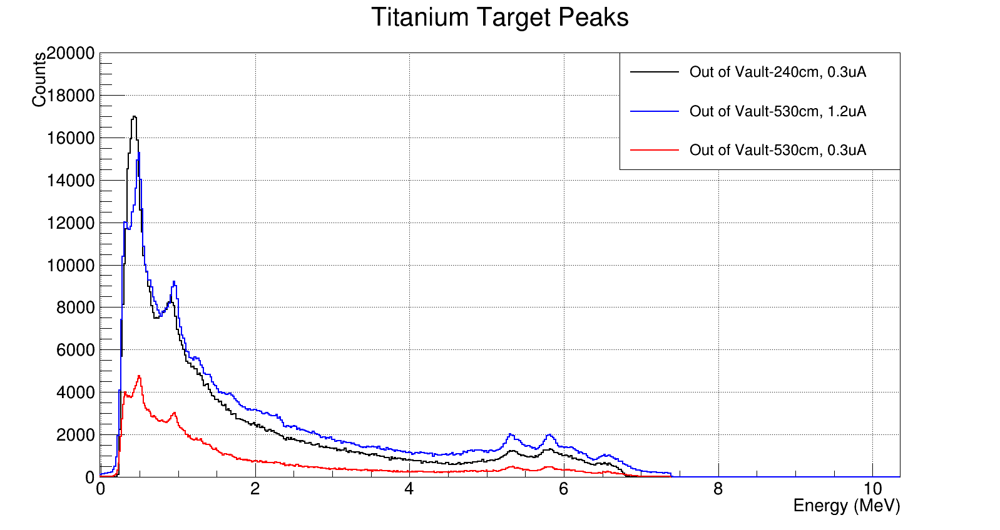 Titanium Target Peaks
Counts
20000
18000
16000
14000
12000
10000
8000
6000
4000
2000
0
Out of Vault-240cm, 0.3uA
Out of Vault-530cm, 1.2uA
Out of Vault-530cm, 0.3uA
0 2 4 6 8 10
Energy (MeV)